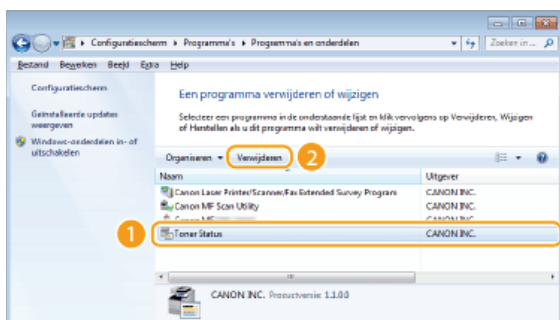 Configuratiescherm ▸ Programma's ▸ Programma's en onderdelen
Zoeken in ...
Bestand Bewerken Beeld Extra Help
Configuratiescherm
Geïnstalleerde updates
weergeven
Windows-onderdelen in- of
uitschakelen
Een programma verwijderen of wijzigen
Selecteer een programma in de onderstaande lijst en klik vervolgens op Verwijderen, Wijzigen
of Herstellen als u dit programma wilt verwijderen of wijzigen.
Organiseren Verwijderen 2
Naam Uitgever
Canon Laser Printer/Scanner/Fax Extended Survey Program CANON INC.
Canon MF Scan Utility CANON INC.
Canon MF CANON INC.
1 Toner Status CANON INC.
CANON INC. Productversie: 1.1.0.0